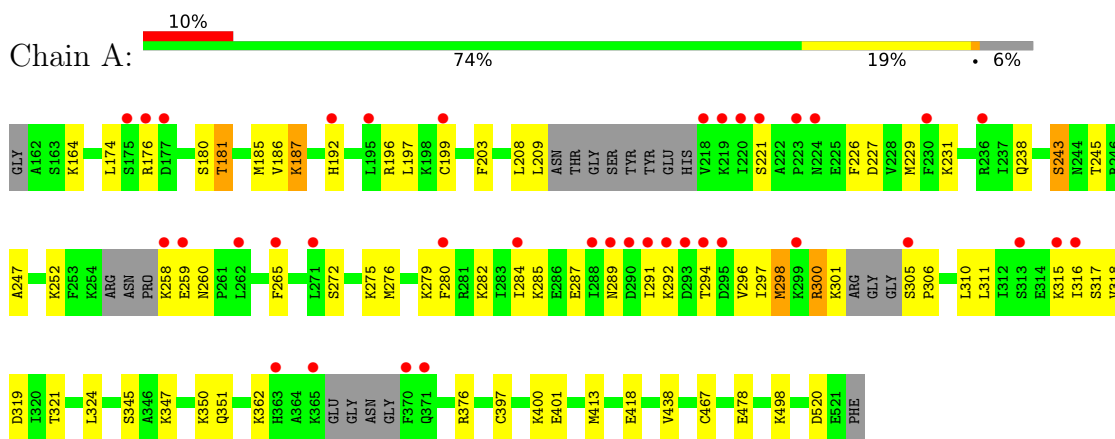 10%
Chain A:
74% 19% • 6%
GLY A162 S163 K164 L174 S175 R176 D177 S180 T181 M185 V186 K187 H192 L195 R196 L197 K198 C199 F203 L208 L209 ASN THR GLY SER TYR TYR GLU HIS V218 K219 I220 S221 A222 P223 N224 E225 F226 D227 V228 M229 F230 K231 R236 I237 Q238 S243 N244 T245 R246
A247 K252 F253 K254 ARG ASN PRO K258 E259 N260 P261 L262 F265 L271 S272 K275 M276 K279 F280 R281 K282 I283 I284 K285 E286 E287 I288 N289 D290 I291 K292 D293 T294 D295 V296 I297 M298 K299 R300 K301 ARG GLY GLY S305 P306 L310 L311 I312 S313 E314 K315 I316 S317 V318
D319 I320 T321 L324 S345 A346 K347 K350 Q351 K362 H363 A364 K365 GLU GLY ASN GLY F370 Q371 R376 C397 K400 E401 M413 E418 V438 C467 E478 K498 D520 E521 PHE